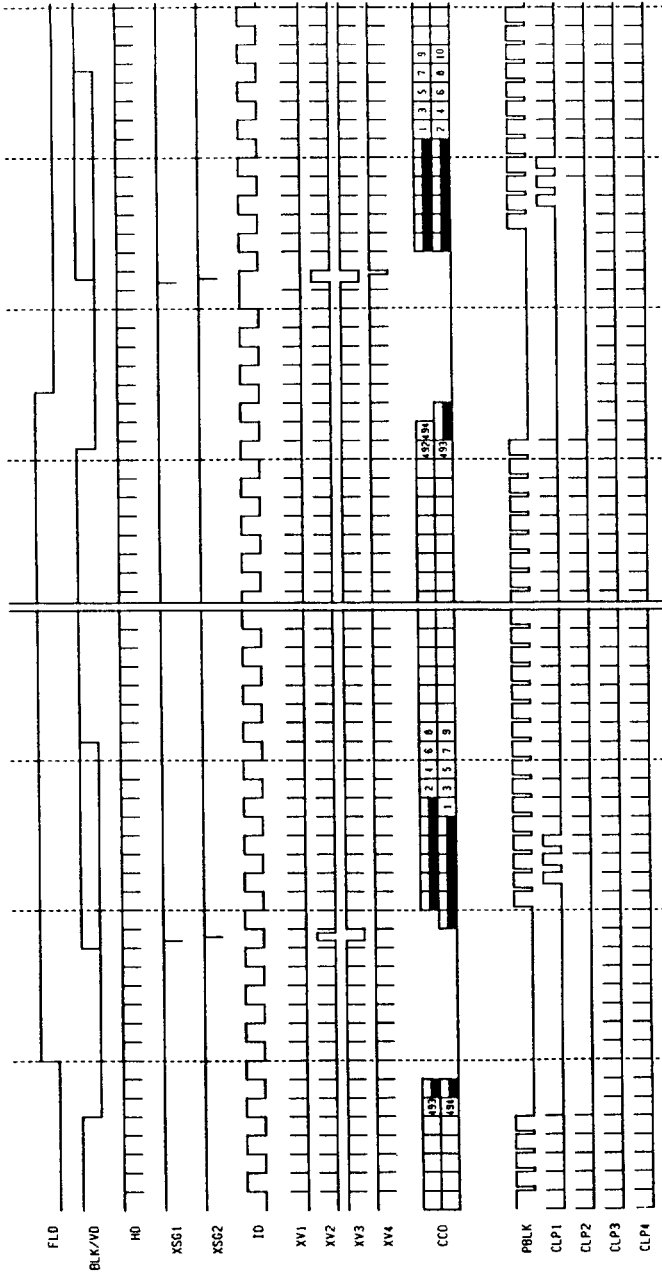 FLD
BLK/VD
HD
XSG1
XSG2
ID
XV1
XV2
XV3
XV4
CCD
493 2 4 6 8 492 494 1 3 5 7 9
494 1 3 5 7 9 493 2 4 6 8 10
PBLK
CLP1
CLP2
CLP3
CLP4